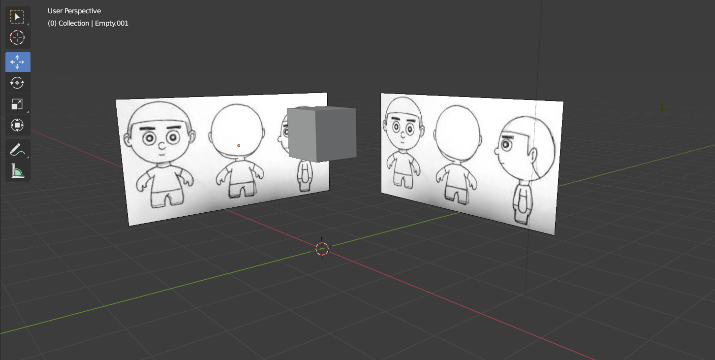 User Perspective
(0) Collection | Empty.001